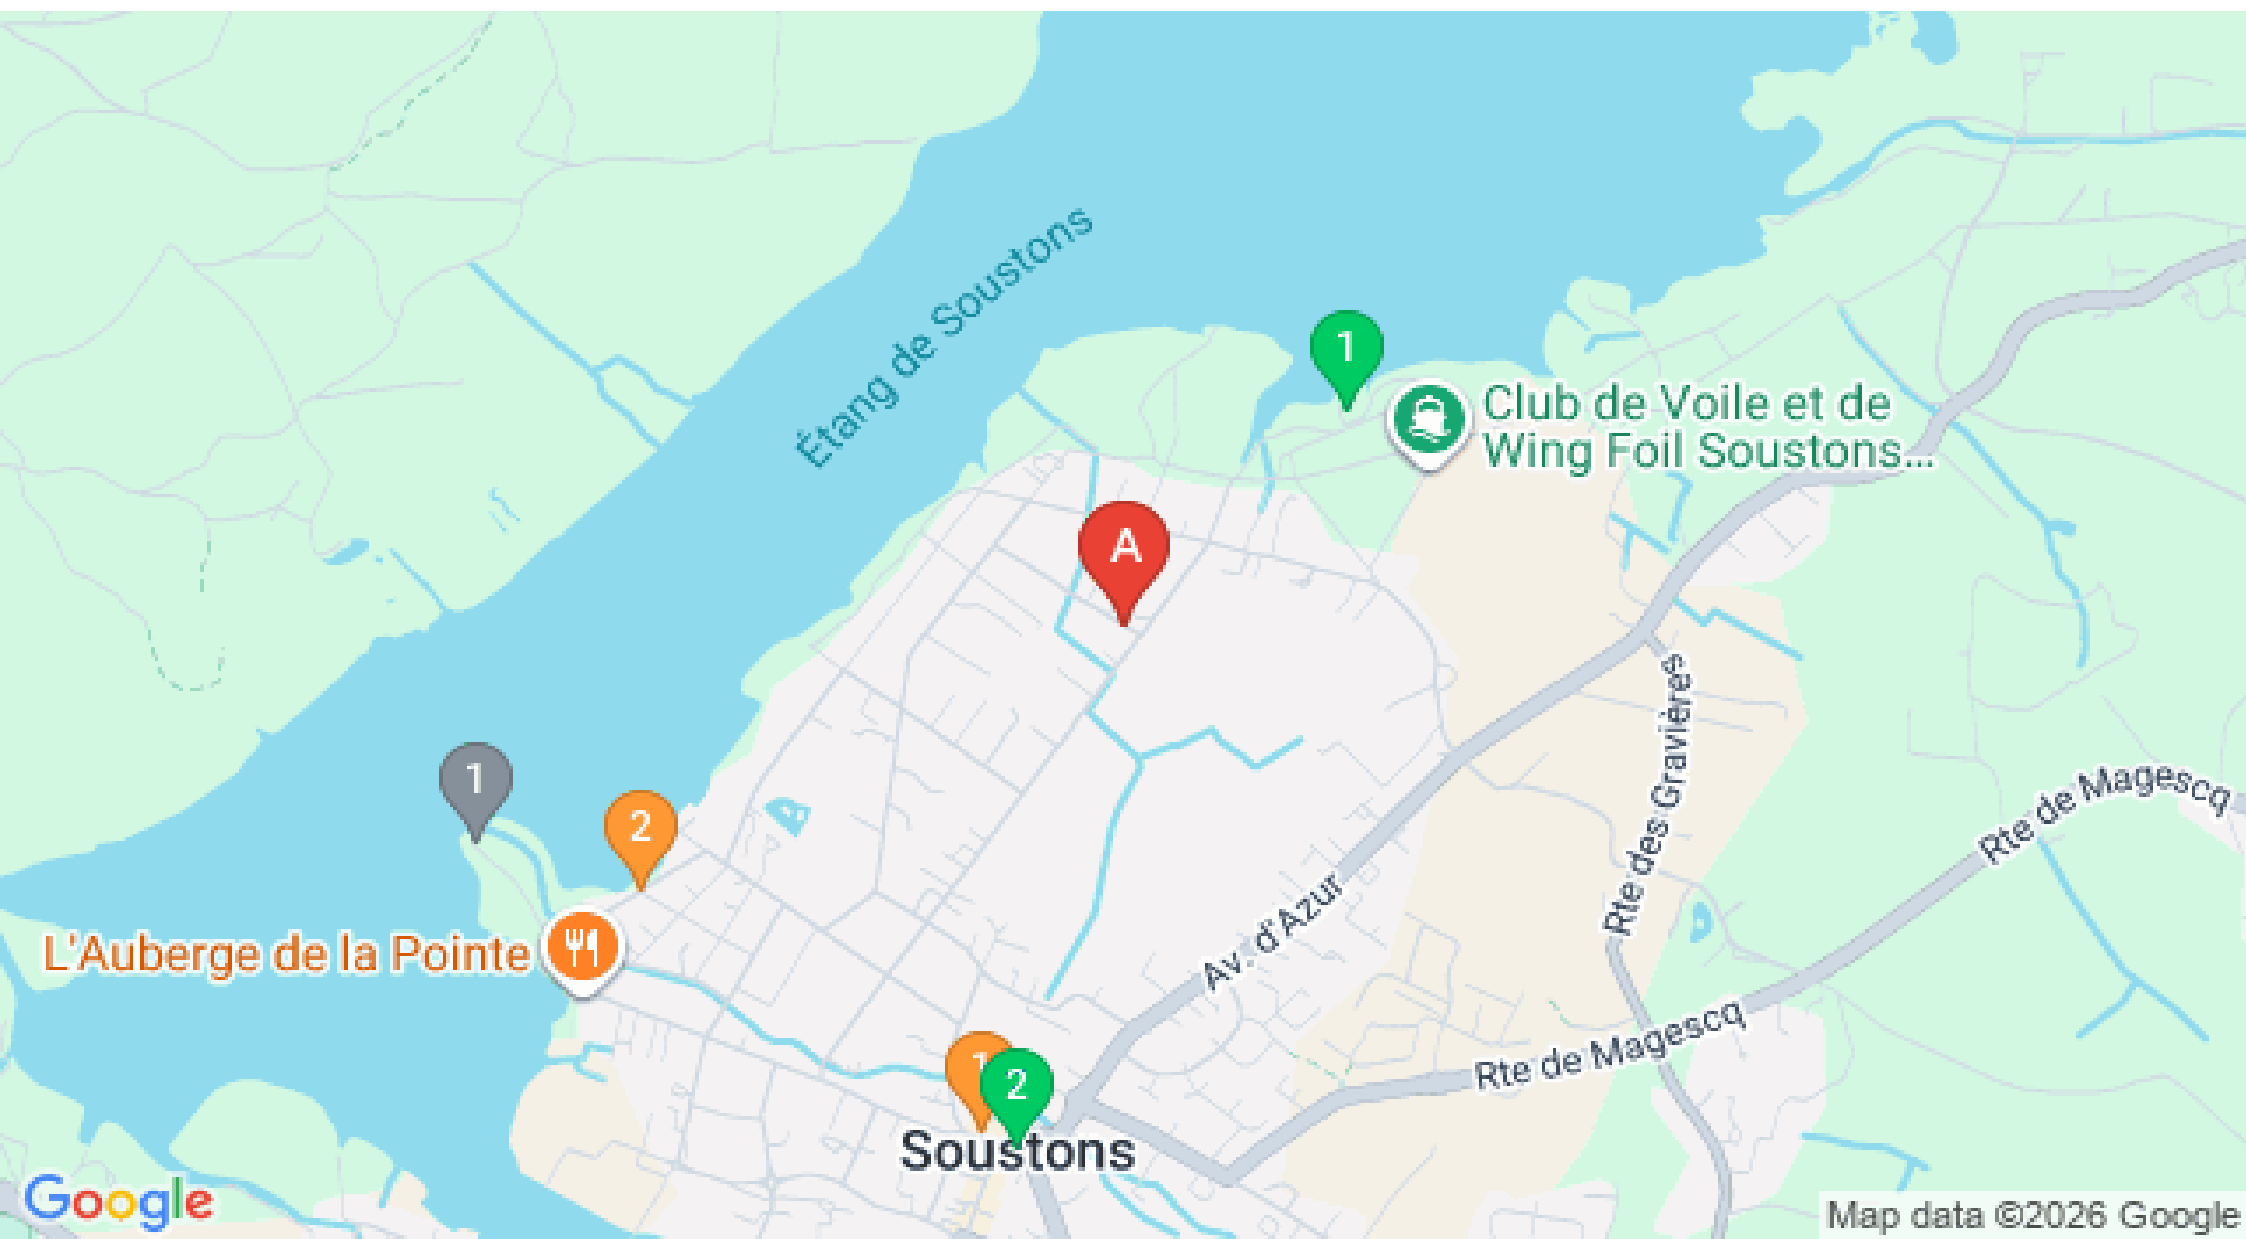 Étang de Soustons
1
Club de Voile et de
Wing Foil Soustons...
A
1
2
L'Auberge de la Pointe
Av. d'Azur
Rte des Gravières
Rte de Magescq
Rte de Magescq
1
2
Soustons
Google
Map data ©2026 Google